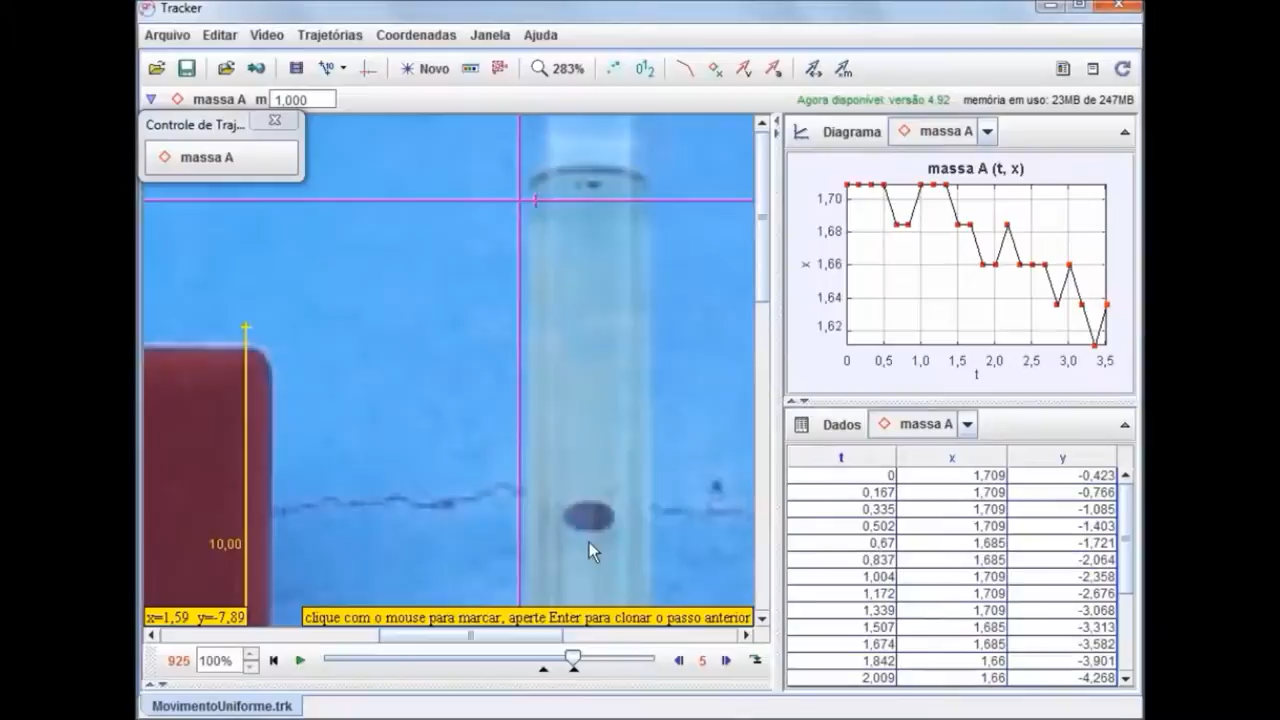 Tracker
Arquivo Editar Vídeo Trajetórias Coordenadas Janela Ajuda
Novo 283%
massa A m 1,000 Agora disponível: versão 4.92 memória em uso: 23MB de 247MB
Controle de Traj...
massa A
Diagrama massa A
massa A (t, x)
1,70
1,68
x 1,66
1,64
1,62
0 0,5 1,0 1,5 2,0 2,5 3,0 3,5
t
Dados massa A
t x y
0 1,709 -0,423
0,167 1,709 -0,766
0,335 1,709 -1,085
0,502 1,709 -1,403
0,67 1,685 -1,721
0,837 1,685 -2,064
1,004 1,709 -2,358
1,172 1,709 -2,676
1,339 1,709 -3,068
1,507 1,685 -3,313
1,674 1,685 -3,582
1,842 1,66 -3,901
2,009 1,66 -4,268
10,00
x=1,59 y=-7,89 clique com o mouse para marcar, aperte Enter para clonar o passo anterior
925 100% 5
MovimentoUniforme.trk